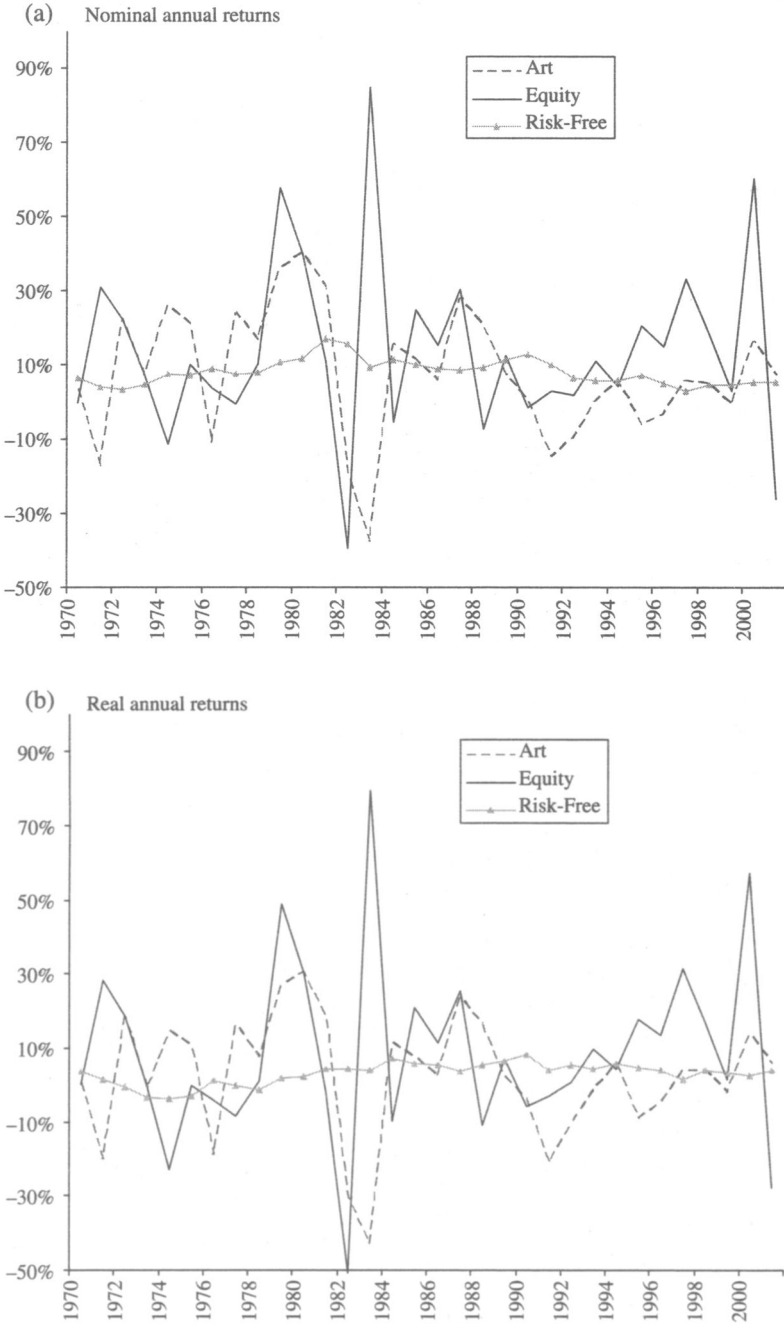 (a) Nominal annual returns
90%
70%
50%
30%
10%
–10%
–30%
–50%
Art
Equity
Risk-Free
1970 1972 1974 1976 1978 1980 1982 1984 1986 1988 1990 1992 1994 1996 1998 2000
(b) Real annual returns
90%
70%
50%
30%
10%
–10%
–30%
–50%
Art
Equity
Risk-Free
1970 1972 1974 1976 1978 1980 1982 1984 1986 1988 1990 1992 1994 1996 1998 2000